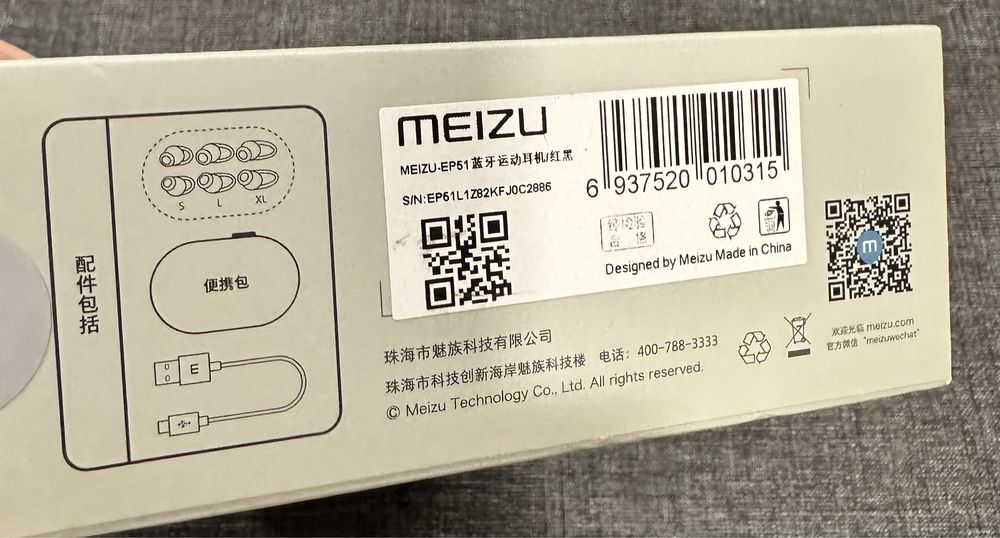 配件包括
S L XL
便携包
m
MEIZU
MEIZU-EP51蓝牙运动耳机/红黑
S/N:EP51L1Z82KFJ0C2886
6 937520 010315
Designed by Meizu Made in China
珠海市魅族科技有限公司
珠海市科技创新海岸魅族科技楼 电话：400-788-3333
© Meizu Technology Co., Ltd. All rights reserved.
m
欢迎光临 meizu.com
官方微信“meizuwechat”